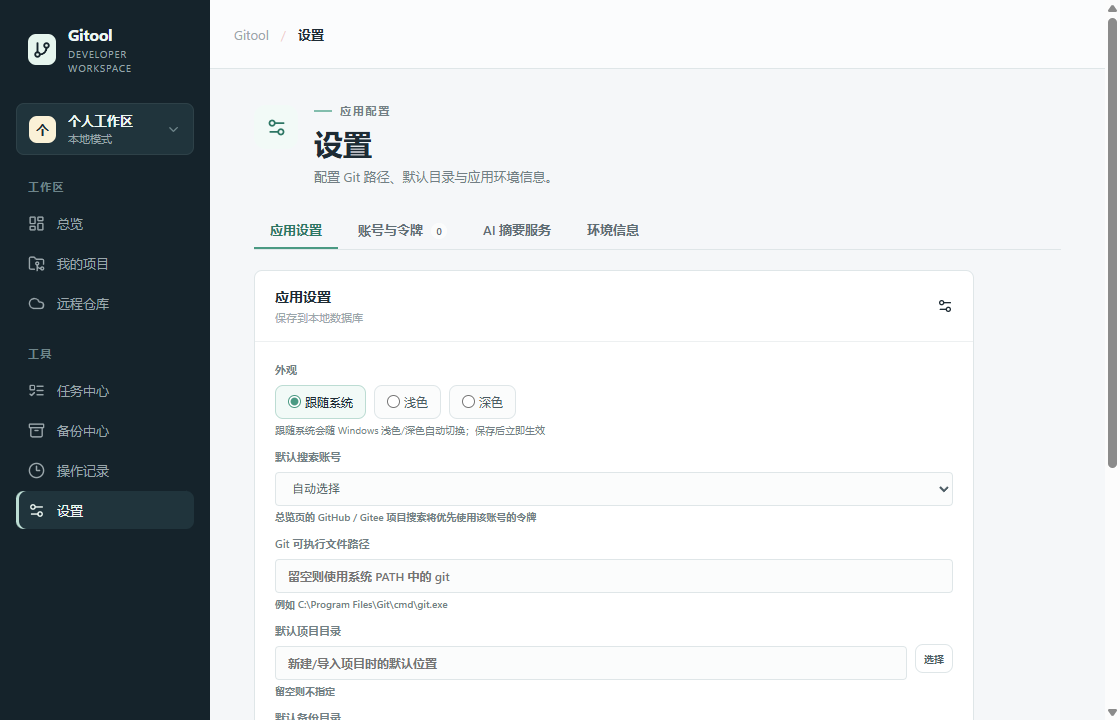 Gitool
DEVELOPER
WORKSPACE
个
个人工作区
本地模式
工作区
总览
我的项目
远程仓库
工具
任务中心
备份中心
操作记录
设置
Gitool / 设置
应用配置
设置
配置 Git 路径、默认目录与应用环境信息。
应用设置 账号与令牌 0 AI 摘要服务 环境信息
应用设置
保存到本地数据库
外观
跟随系统 浅色 深色
跟随系统会随 Windows 浅色/深色自动切换；保存后立即生效
默认搜索账号
自动选择
总览页的 GitHub / Gitee 项目搜索将优先使用该账号的令牌
Git 可执行文件路径
留空则使用系统 PATH 中的 git
例如 C:\Program Files\Git\cmd\git.exe
默认项目目录
新建/导入项目时的默认位置 选择
留空则不指定
默认备份目录